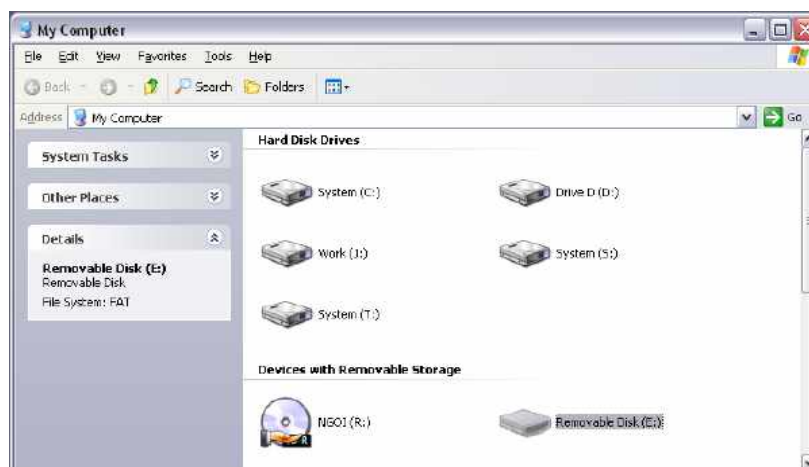 My Computer
File Edit View Favorites Tools Help
Back Search Folders
Address My Computer Go
System Tasks
Other Places
Details
Removable Disk (E:)
Removable Disk
File System: FAT
Hard Disk Drives
System (C:) Drive D (D:)
Work (J:) System (S:)
System (T:)
Devices with Removable Storage
NGOI (R:) Removable Disk (E:)